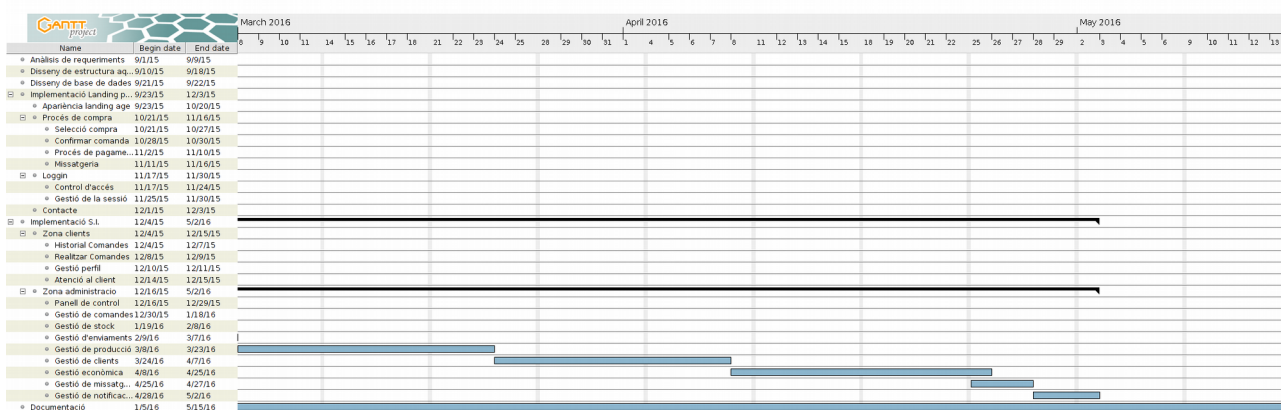 GANTT project
March 2016 April 2016 May 2016
Name Begin date End date
8 9 10 11 14 15 16 17 18 21 22 23 24 25 28 29 30 31 1 4 5 6 7 8 11 12 13 14 15 18 19 20 21 22 25 26 27 28 29 2 3 4 5 6 9 10 11 12 13
Anàlisis de requeriments 9/1/15 9/9/15
Disseny de estructura aq... 9/10/15 9/18/15
Disseny de base de dades 9/21/15 9/22/15
Implementació Landing p... 9/23/15 12/3/15
Apariència landing age 9/23/15 10/20/15
Procés de compra 10/21/15 11/16/15
Selecció compra 10/21/15 10/27/15
Confirmar comanda 10/28/15 10/30/15
Procés de pagame... 11/2/15 11/10/15
Missatgeria 11/11/15 11/16/15
Loggin 11/17/15 11/30/15
Control d'accés 11/17/15 11/24/15
Gestió de la sessió 11/25/15 11/30/15
Contacte 12/1/15 12/3/15
Implementació S.I. 12/4/15 5/2/16
Zona clients 12/4/15 12/15/15
Historial Comandes 12/4/15 12/7/15
Realitzar Comandes 12/8/15 12/9/15
Gestió perfil 12/10/15 12/11/15
Atenció al client 12/14/15 12/15/15
Zona administracio 12/16/15 5/2/16
Panell de control 12/16/15 12/29/15
Gestió de comandes 12/30/15 1/18/16
Gestió de stock 1/19/16 2/8/16
Gestió d'enviaments 2/9/16 3/7/16
Gestió de producció 3/8/16 3/23/16
Gestió de clients 3/24/16 4/7/16
Gestió econòmica 4/8/16 4/25/16
Gestió de missatg... 4/25/16 4/27/16
Gestió de notificac... 4/28/16 5/2/16
Documentació 1/5/16 5/15/16